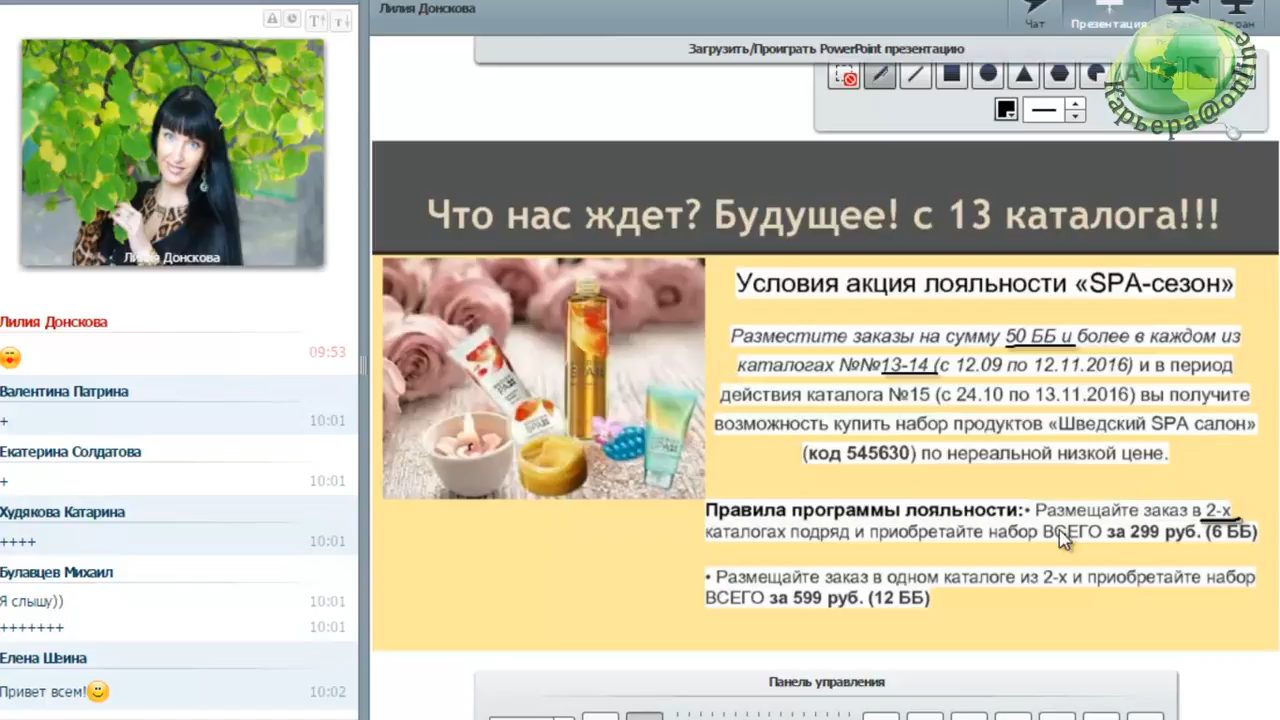 Лилия Донскова
Чат
Презентация
Загрузить/Проиграть PowerPoint презентацию
Карьера@online
Лилия Донскова
Лилия Донскова
09:53
Валентина Патрина
+
10:01
Екатерина Солдатова
+
10:01
Худякова Катарина
++++
10:01
Булавцев Михаил
Я слышу))
10:01
+++++++
10:01
Елена Шеина
Привет всем!
10:02
Что нас ждет? Будущее! с 13 каталога!!!
Условия акция лояльности «SPA-сезон»
Разместите заказы на сумму 50 ББ и более в каждом из
каталогах №№13-14 (с 12.09 по 12.11.2016) и в период
действия каталога №15 (с 24.10 по 13.11.2016) вы получите
возможность купить набор продуктов «Шведский SPA салон»
(код 545630) по нереальной низкой цене.
Правила программы лояльности:• Размещайте заказ в 2-х
каталогах подряд и приобретайте набор ВСЕГО за 299 руб. (6 ББ)
• Размещайте заказ в одном каталоге из 2-х и приобретайте набор
ВСЕГО за 599 руб. (12 ББ)
Панель управления